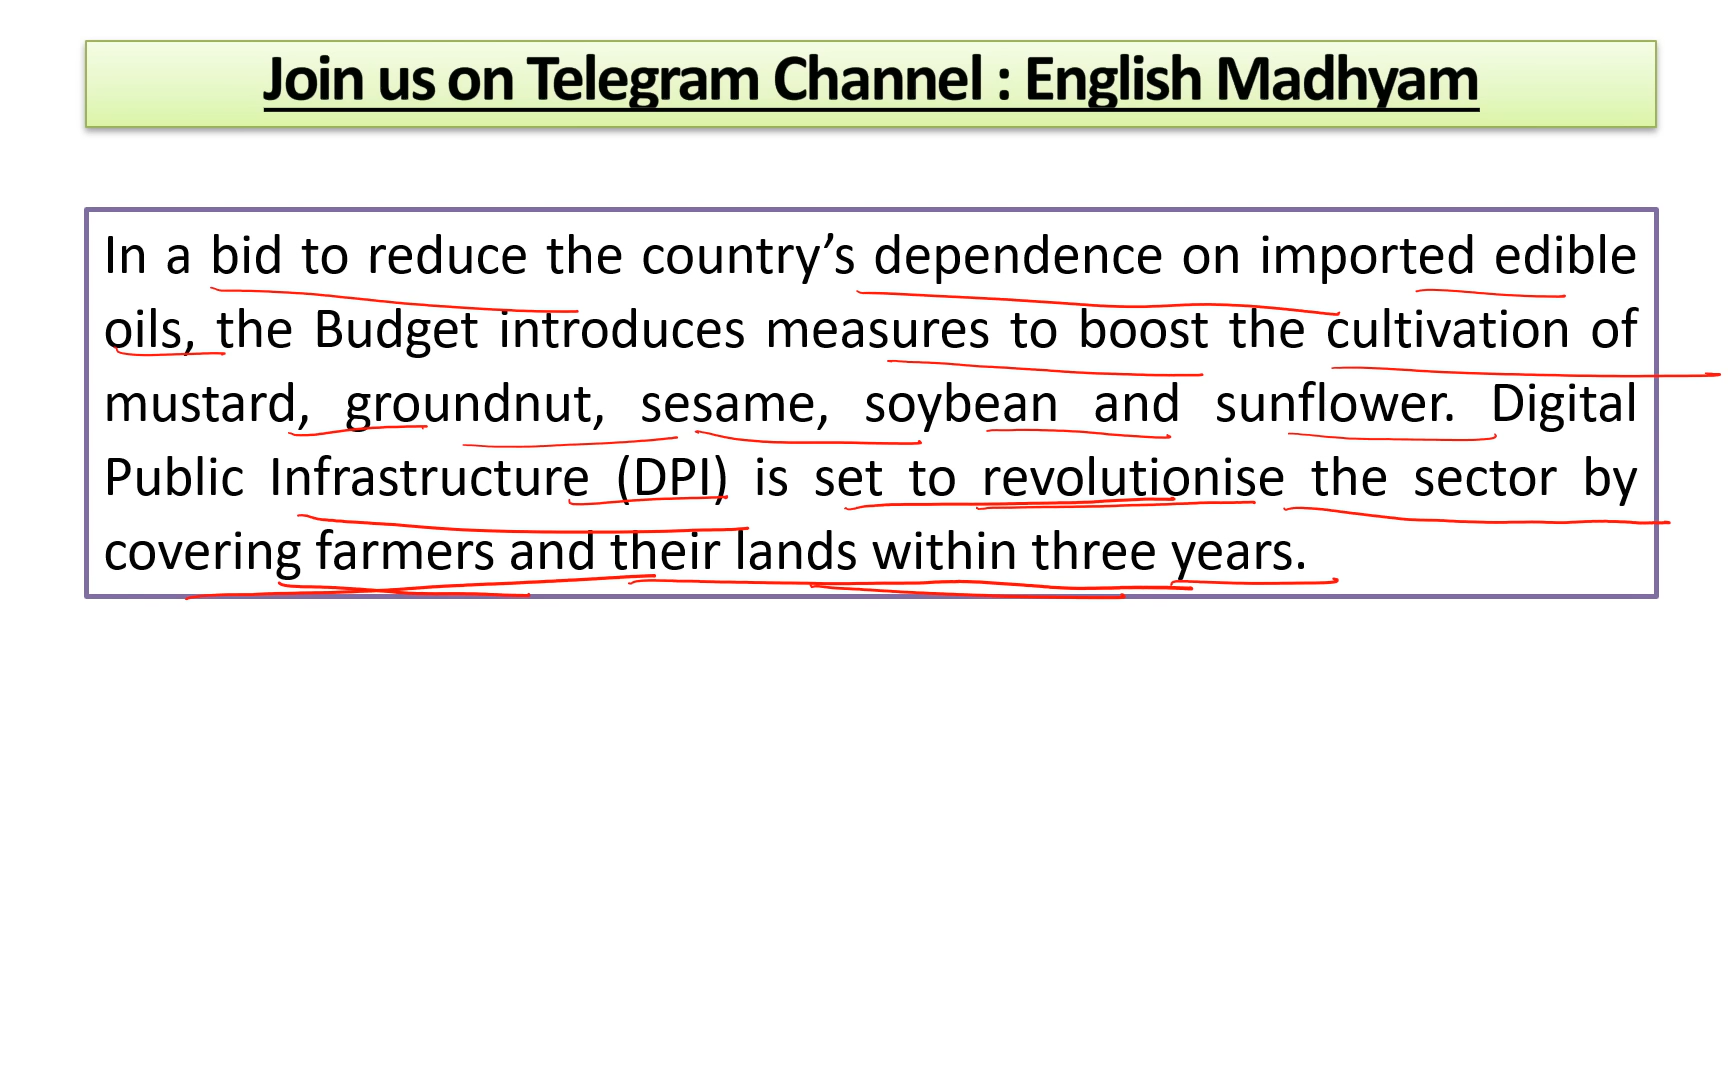 Join us on Telegram Channel : English Madhyam
In a bid to reduce the country’s dependence on imported edible
oils, the Budget introduces measures to boost the cultivation of
mustard, groundnut, sesame, soybean and sunflower. Digital
Public Infrastructure (DPI) is set to revolutionise the sector by
covering farmers and their lands within three years.